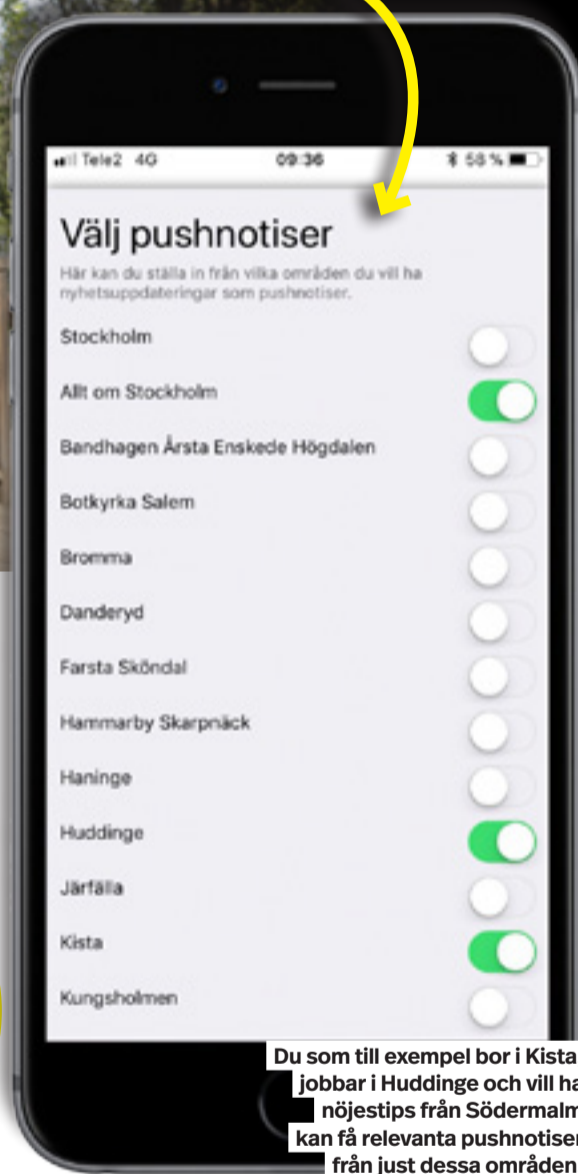 Tele2 4G 09:36 58 %
Välj pushnotiser
Här kan du ställa in från vilka områden du vill ha
nyhetsuppdateringar som pushnotiser.
Stockholm
Allt om Stockholm
Bandhagen Årsta Enskede Högdalen
Botkyrka Salem
Bromma
Danderyd
Farsta Sköndal
Hammarby Skarpnäck
Haninge
Huddinge
Järfälla
Kista
Kungsholmen
Du som till exempel bor i Kista
jobbar i Huddinge och vill ha
nöjestips från Södermalm
kan få relevanta pushnotiser
från just dessa områden